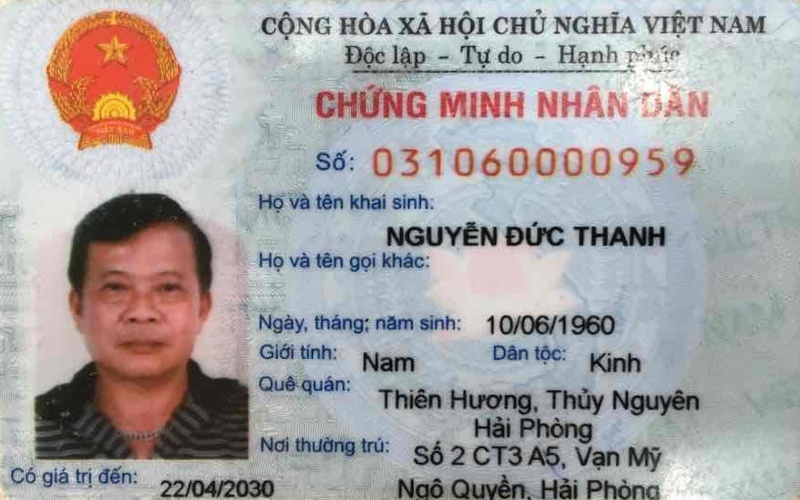 CỘNG HÒA XÃ HỘI CHỦ NGHĨA VIỆT NAM
Độc lập - Tự do - Hạnh phúc
CHỨNG MINH NHÂN DÂN
Số: 031060000959
Họ và tên khai sinh:
NGUYỄN ĐỨC THANH
Họ và tên gọi khác:
Ngày, tháng; năm sinh: 10/06/1960
Giới tính: Nam Dân tộc: Kinh
Quê quán: Thiên Hương, Thủy Nguyên
Hải Phòng
Nơi thường trú: Số 2 CT3 A5, Vạn Mỹ
Ngô Quyền, Hải Phòng
Có giá trị đến: 22/04/2030
VIỆT NAM